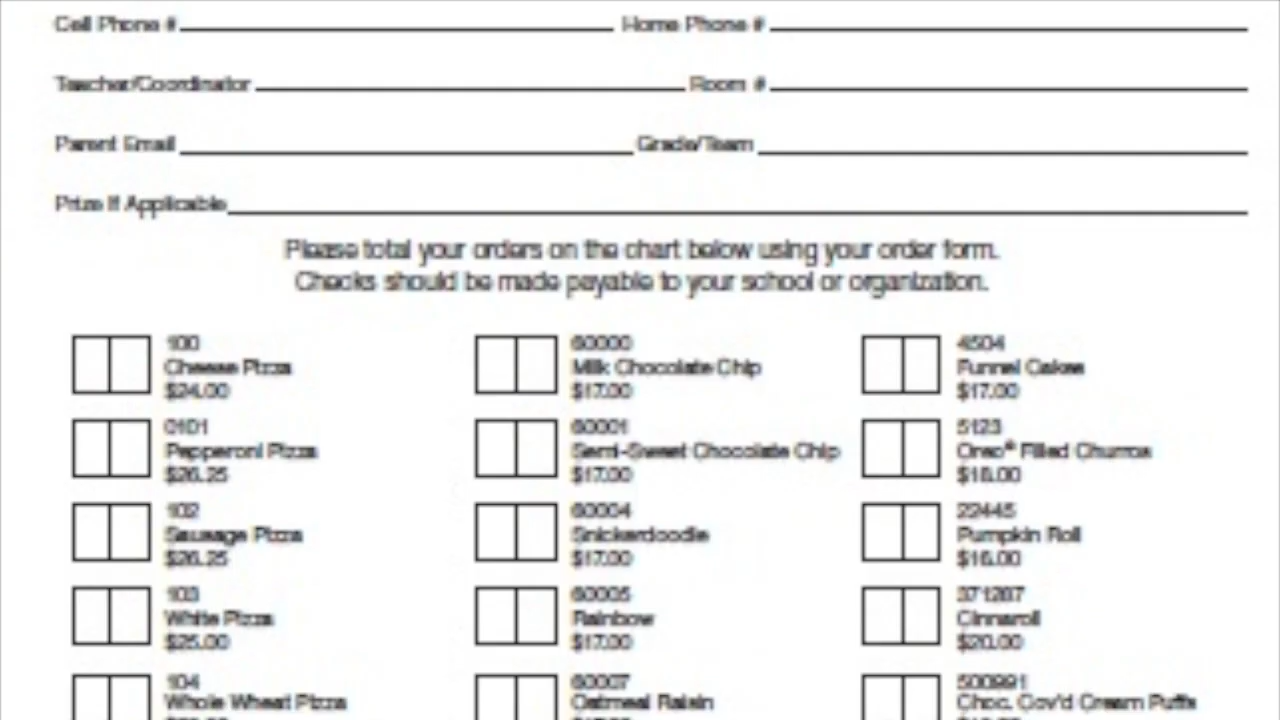 Cell Phone # Home Phone #
Teacher/Coordinator Room #
Parent Email Grade/Team
Prize If Applicable
Please total your orders on the chart below using your order form.
Checks should be made payable to your school or organization.
100
Cheese Pizza
$24.00
0101
Pepperoni Pizza
$26.25
102
Sausage Pizza
$26.25
103
White Pizza
$25.00
104
Whole Wheat Pizza
60000
Milk Chocolate Chip
$17.00
60001
Semi-Sweet Chocolate Chip
$17.00
60004
Snickerdoodle
$17.00
60005
Rainbow
$17.00
60007
Oatmeal Raisin
4504
Funnel Cakes
$17.00
5123
Oreo® Filled Churros
22445
Pumpkin Roll
$16.00
371287
Cinnaroll
$20.00
500991
Choc. Cov'd Cream Puffs